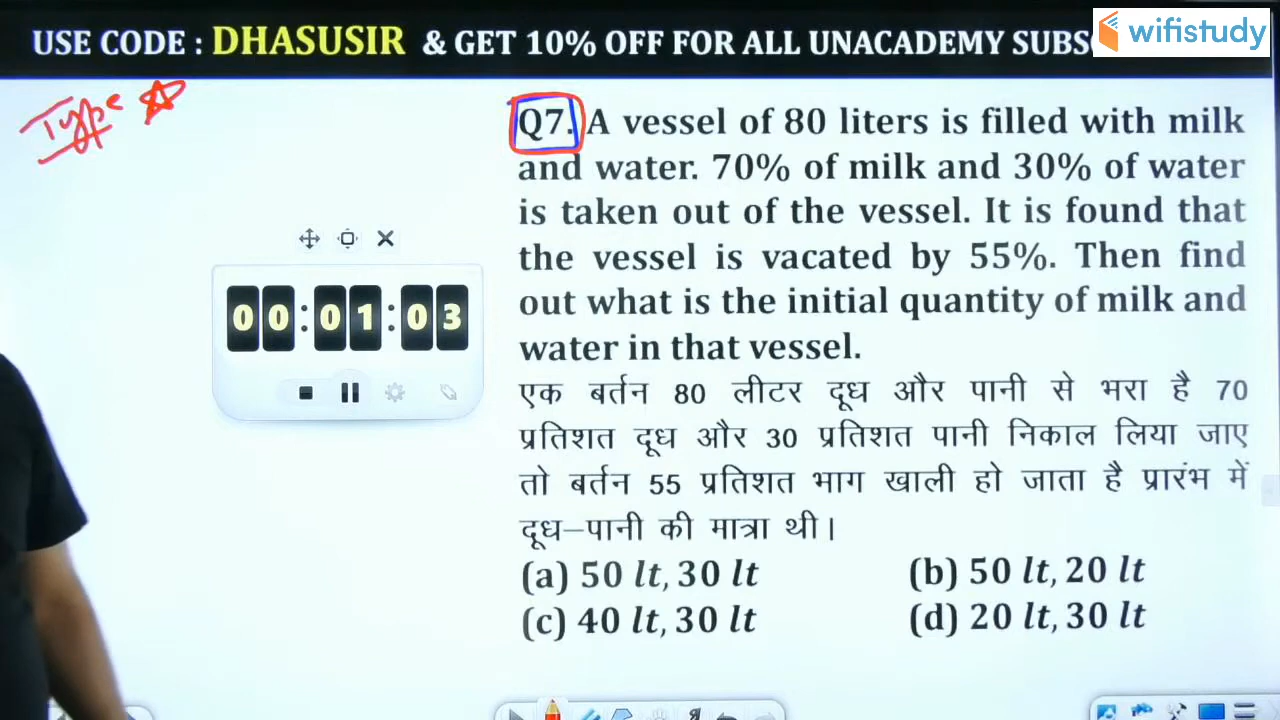 USE CODE : DHASUSIR & GET 10% OFF FOR ALL UNACADEMY SUBS
wifistudy
Type
Q7. A vessel of 80 liters is filled with milk
and water. 70% of milk and 30% of water
is taken out of the vessel. It is found that
the vessel is vacated by 55%. Then find
out what is the initial quantity of milk and
water in that vessel.
00:01:03
एक बर्तन 80 लीटर दूध और पानी से भरा है 70
प्रतिशत दूध और 30 प्रतिशत पानी निकाल लिया जाए
तो बर्तन 55 प्रतिशत भाग खाली हो जाता है प्रारंभ में
दूध–पानी की मात्रा थी।
(a) 50 lt, 30 lt
(b) 50 lt, 20 lt
(c) 40 lt, 30 lt
(d) 20 lt, 30 lt